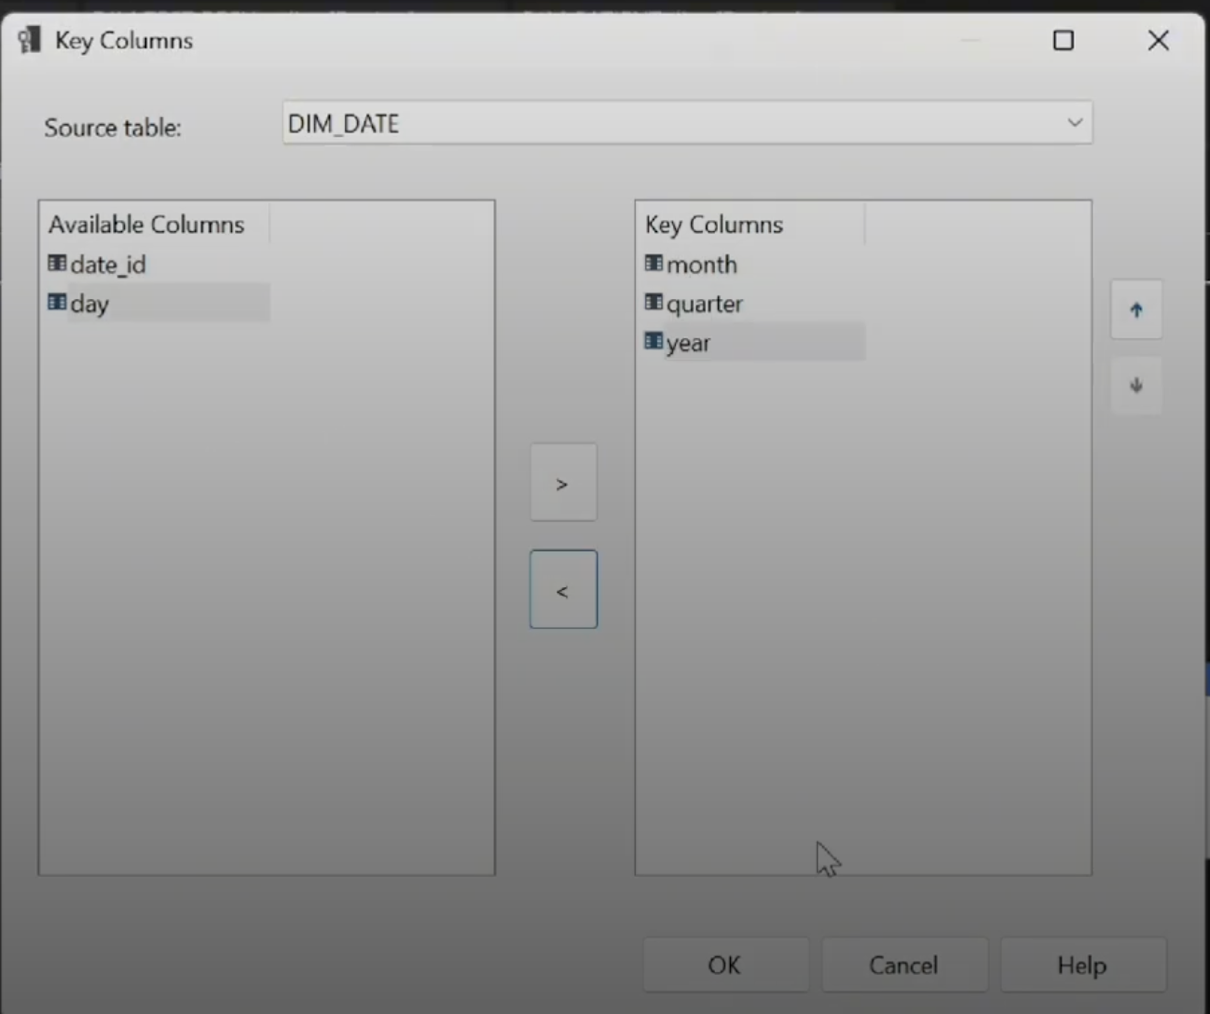 Key Columns
Source table:
DIM_DATE
Available Columns
date_id
day
>
<
Key Columns
month
quarter
year
OK
Cancel
Help